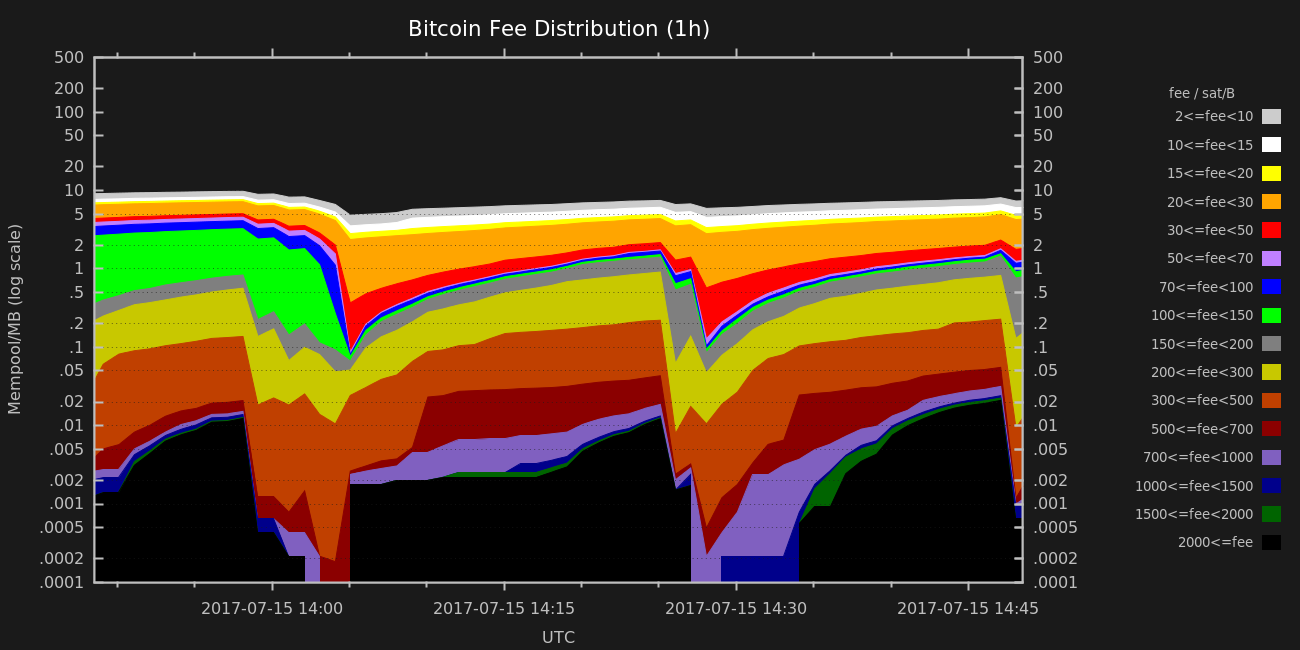 Bitcoin Fee Distribution (1h)
500 500
200 200
100 100
50 50
20 20
10 10
5 5
2 2
1 1
.5 .5
.2 .2
.1 .1
.05 .05
.02 .02
.01 .01
.005 .005
.002 .002
.001 .001
.0005 .0005
.0002 .0002
.0001 .0001
Mempool/MB (log scale)
2017-07-15 14:00 2017-07-15 14:15 2017-07-15 14:30 2017-07-15 14:45
UTC
fee / sat/B
2<=fee<10
10<=fee<15
15<=fee<20
20<=fee<30
30<=fee<50
50<=fee<70
70<=fee<100
100<=fee<150
150<=fee<200
200<=fee<300
300<=fee<500
500<=fee<700
700<=fee<1000
1000<=fee<1500
1500<=fee<2000
2000<=fee